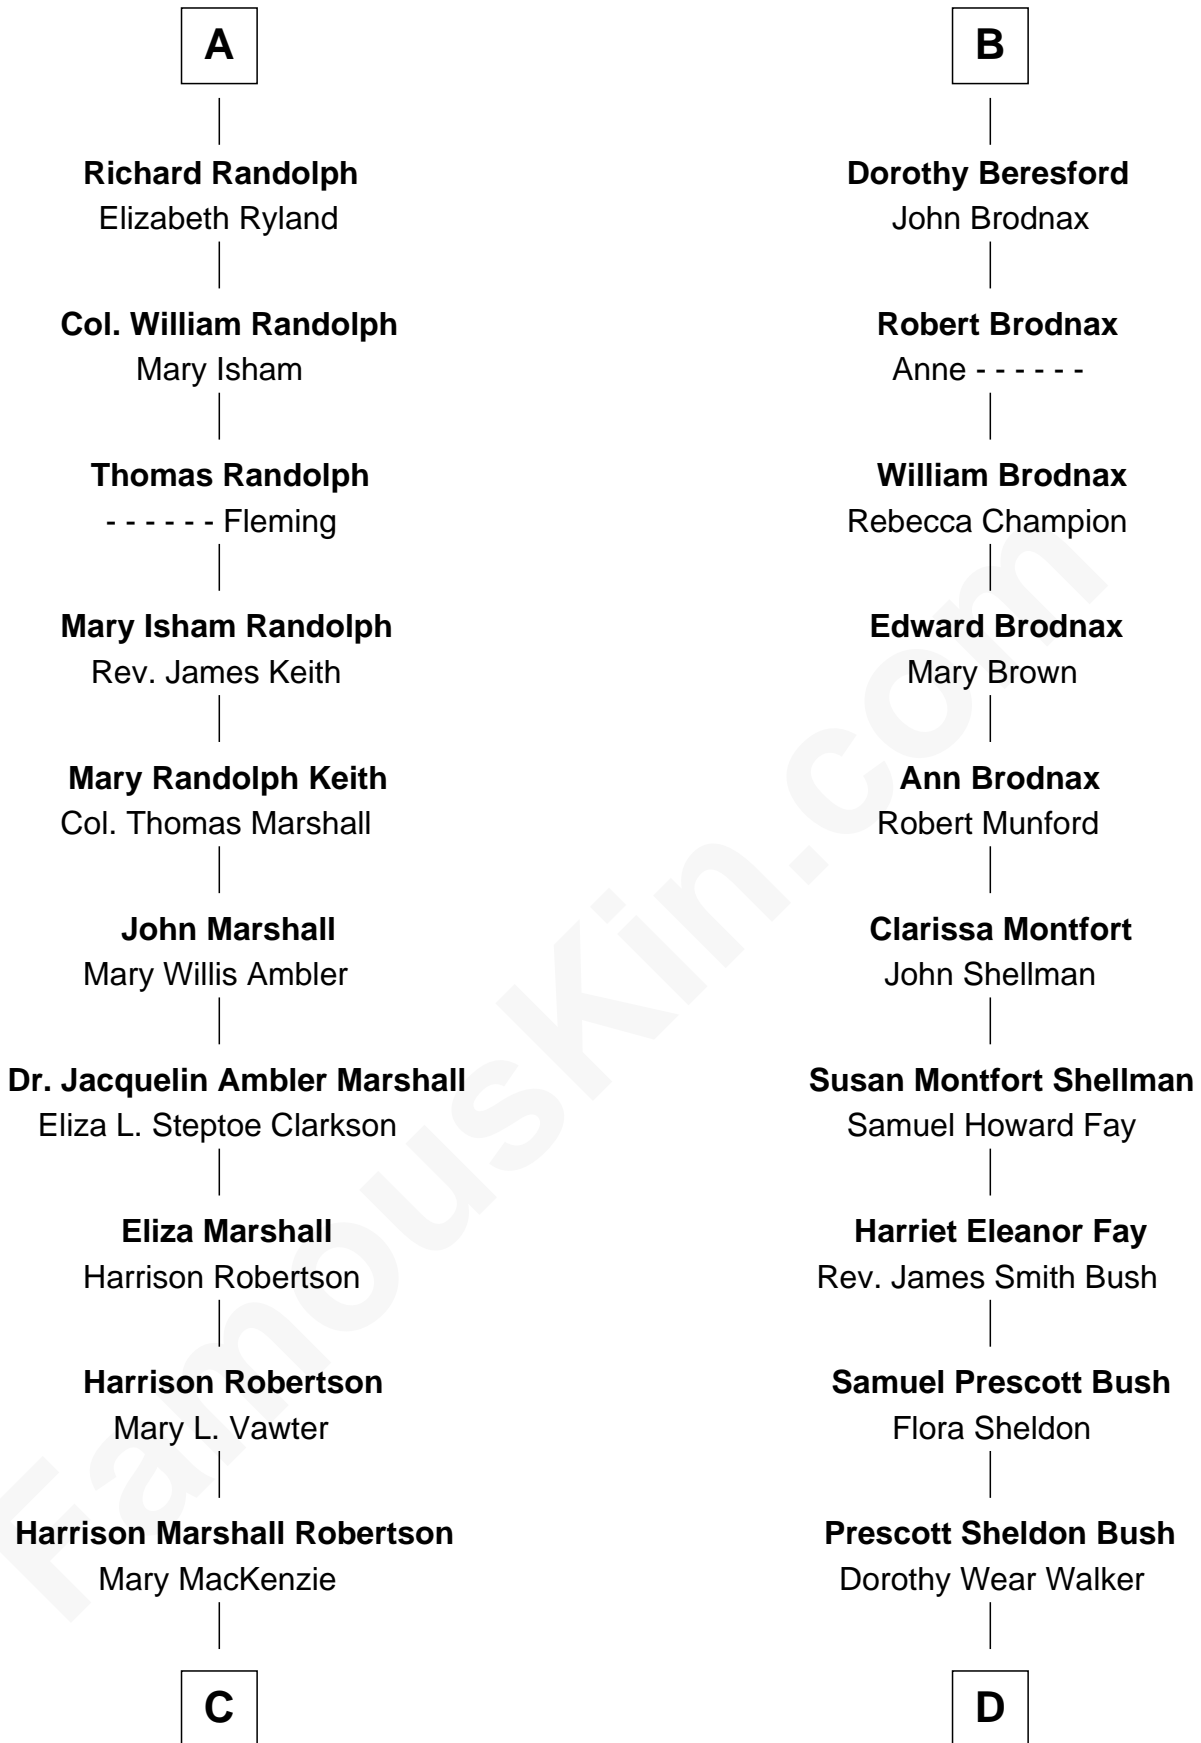 A
Richard Randolph
Elizabeth Ryland
Col. William Randolph
Mary Isham
Thomas Randolph
- - - - - - Fleming
Mary Isham Randolph
Rev. James Keith
Mary Randolph Keith
Col. Thomas Marshall
John Marshall
Mary Willis Ambler
Dr. Jacquelin Ambler Marshall
Eliza L. Steptoe Clarkson
Eliza Marshall
Harrison Robertson
Harrison Robertson
Mary L. Vawter
Harrison Marshall Robertson
Mary MacKenzie
C
B
Dorothy Beresford
John Brodnax
Robert Brodnax
Anne - - - - - -
William Brodnax
Rebecca Champion
Edward Brodnax
Mary Brown
Ann Brodnax
Robert Munford
Clarissa Montfort
John Shellman
Susan Montfort Shellman
Samuel Howard Fay
Harriet Eleanor Fay
Rev. James Smith Bush
Samuel Prescott Bush
Flora Sheldon
Prescott Sheldon Bush
Dorothy Wear Walker
D
FamousKin.com